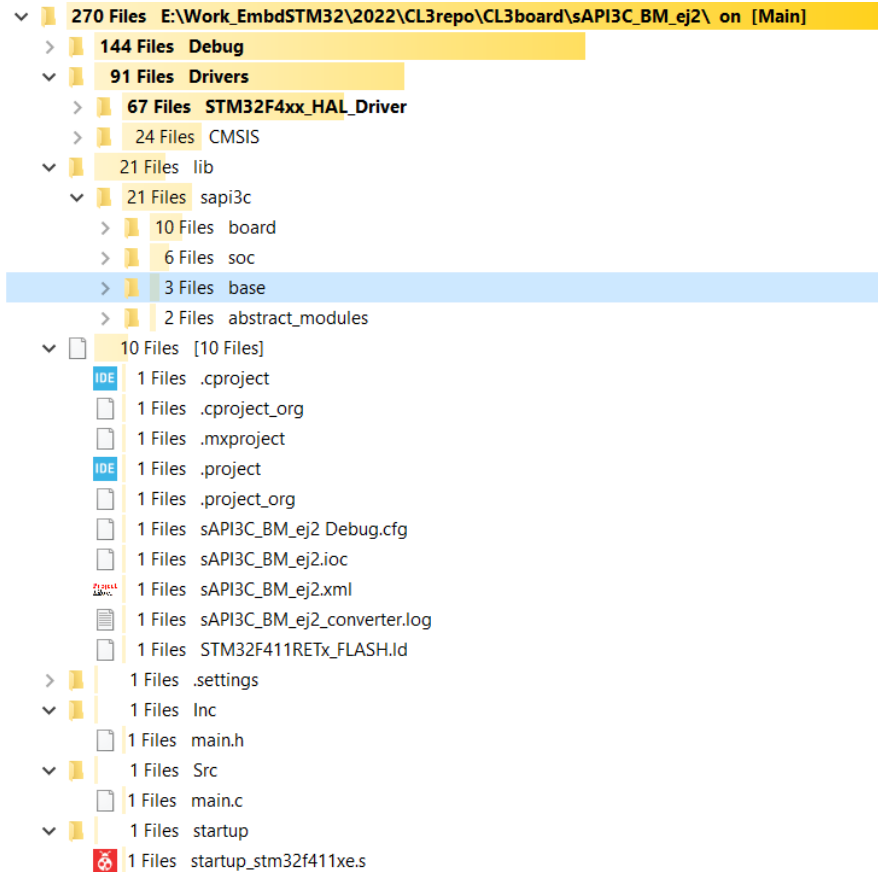 270 Files E:\Work_EmbdSTM32\2022\CL3repo\CL3board\sAPI3C_BM_ej2\ on [Main]
144 Files Debug
91 Files Drivers
67 Files STM32F4xx_HAL_Driver
24 Files CMSIS
21 Files lib
21 Files sapi3c
10 Files board
6 Files soc
3 Files base
2 Files abstract_modules
10 Files [10 Files]
IDE 1 Files .cproject
1 Files .cproject_org
1 Files .mxproject
IDE 1 Files .project
1 Files .project_org
1 Files sAPI3C_BM_ej2 Debug.cfg
1 Files sAPI3C_BM_ej2.ioc
1 Files sAPI3C_BM_ej2.xml
1 Files sAPI3C_BM_ej2_converter.log
1 Files STM32F411RETx_FLASH.ld
1 Files .settings
1 Files Inc
1 Files main.h
1 Files Src
1 Files main.c
1 Files startup
1 Files startup_stm32f411xe.s